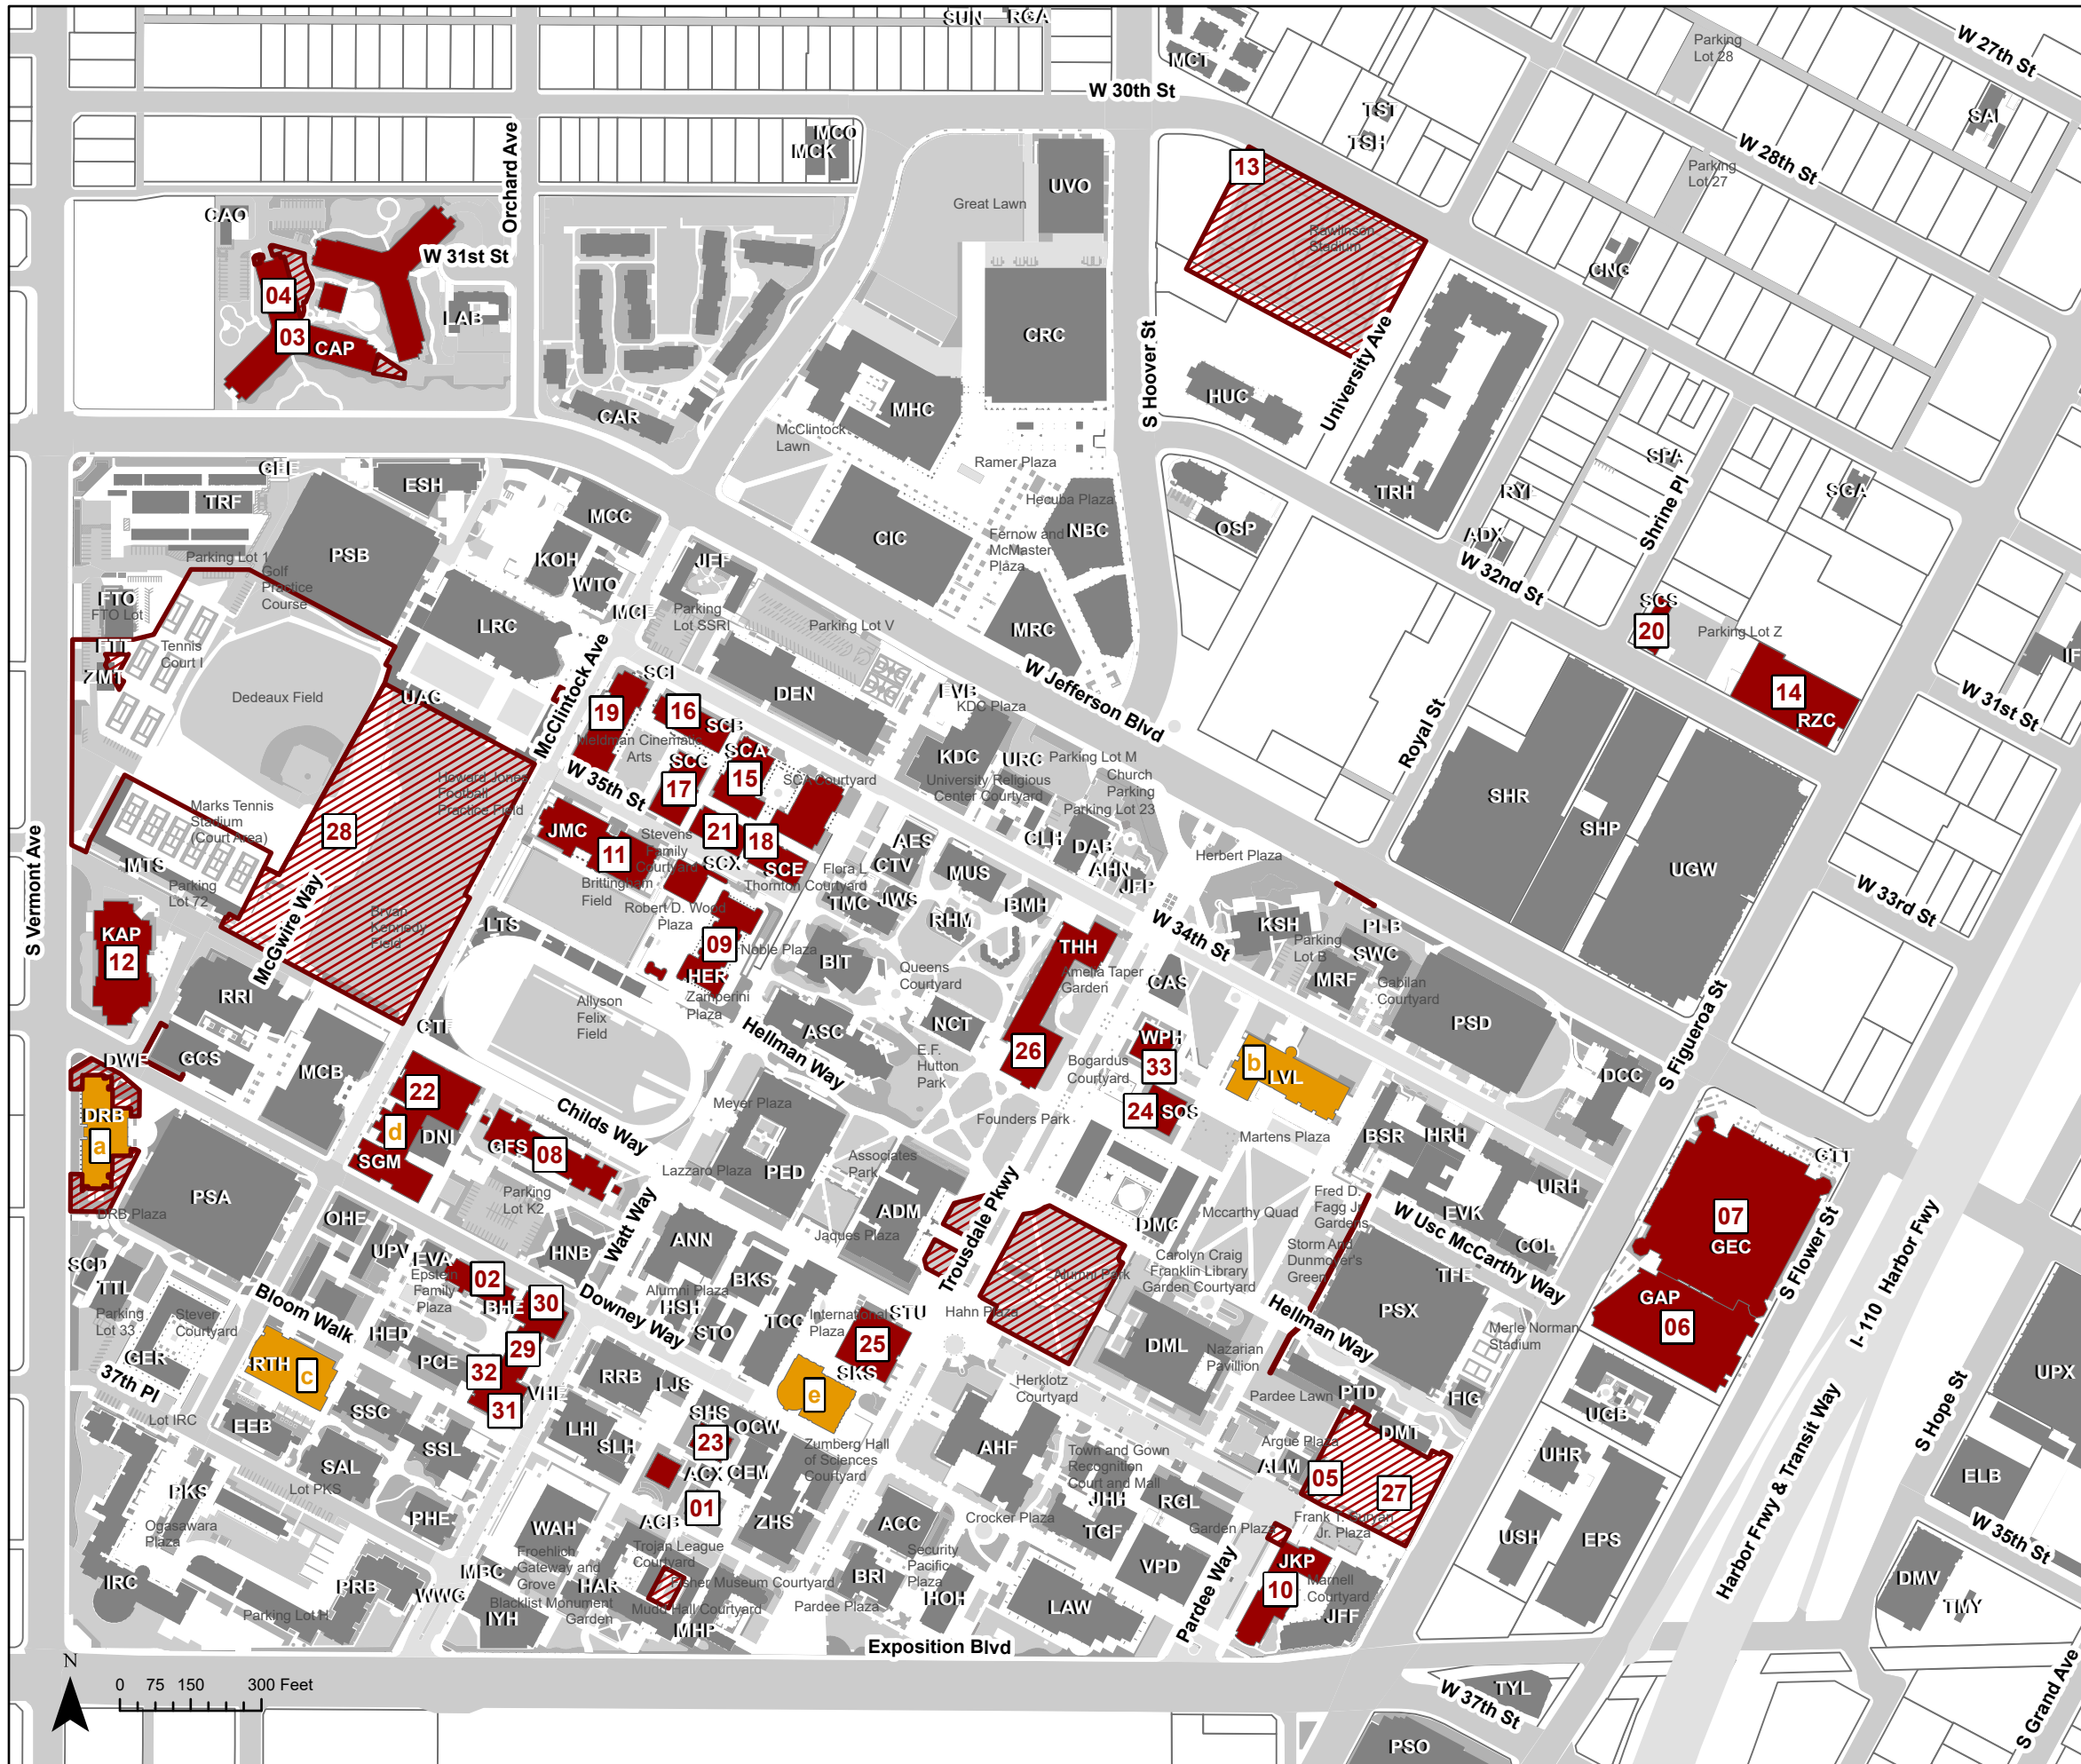 SUN
RGA
W 27th St
Parking
Lot 28
MCT
W 30th St
TST
TSH
SAI
W 28th St
Parking
Lot 27
MCO
MCK
Orchard Ave
UVO
13
Great Lawn
Rawlinson
Stadium
CAO
W 31st St
CNG
04
03
CAP
LAB
CRC
S Hoover St
University Ave
HUC
MHC
CAR
McClintock
Lawn
Ramer Plaza
Hecuba Plaza
TRH
RYL
SPA
Shrine Pl
SGA
TRF
ESH
MCC
PSB
CIC
NBC
OSP
ADX
W 32nd St
Fernow and
McMaster
Plaza
Parking Lot 1
Golf
Practice
Course
KOH
WTO
JEF
FTO
FTO Lot
LRC
Parking
Lot SSRI
Parking Lot V
MRC
SCS
20
Parking Lot Z
Tennis
Court I
ZMT
McClintock Ave
SCI
DEN
W Jefferson Blvd
14
RZC
W 31st St
Dedeaux Field
UAC
19
16
SCB
KDC Plaza
Royal St
Meldman Cinematic
Arts
SCA
SCC
15
17
KDC
URC
Parking Lot M
W 35th St
SCA Courtyard
University Religious
Center Courtyard
Church
Parking
Parking Lot 23
Howard Jones
Football
Practice Field
SHR
SHP
UGW
Marks Tennis
Stadium
(Court Area)
28
JMC
11
Stevens
Family
Courtyard
21
18
SCX
SCE
AES
CTV
CLH
DAB
Herbert Plaza
S Vermont Ave
MTS
Parking
Lot 72
McGwire Way
Brittingham
Field
Flora L
Thornton Courtyard
TMC
JWS
MUS
AHN
JEP
W 33rd St
Bryan
Kennedy
Field
LTS
Robert D. Wood
Plaza
RHM
BMH
W 34th St
KAP
12
09
Noble Plaza
THH
KSH
PLB
SWC
Parking
Lot B
HER
Zamperini
Plaza
BIT
Queens
Courtyard
Amelia Taper
Garden
CAS
MRF
Gabilan
Courtyard
RRI
Allyson
Felix
Field
Hellman Way
ASC
NCT
PSD
S Figueroa St
DWE
GCS
MCB
26
WPH
33
b
LVL
E.F.
Hutton
Park
Bogardus
Courtyard
DCC
DRB
a
22
d
DNI
SGM
GFS
08
Childs Way
Meyer Plaza
Founders Park
24
SOS
Martens Plaza
BSR
HRH
GTT
PSA
DRB Plaza
Lazzaro Plaza
PED
Associates
Park
Parking
Lot K2
Watt Way
Trousdale Pkwy
Fred D.
Fagg Jr
Gardens
URH
07
GEC
OHE
ADM
DMC
Mccarthy Quad
W Usc McCarthy Way
EVK
COL
S Flower St
I-110 Harbor Fwy
SCD
TTL
UPV
EVA
HNB
ANN
Jaques Plaza
Carolyn Craig
Franklin Library
Garden Courtyard
Storm And
Dunmoyer's
Green
TFE
Epstein
Family
Plaza
02
BHE
30
BKS
Alumni Park
Bloom Walk
Alumni Plaza
Downey Way
HSH
STO
TCC
International
Plaza
STU
Hahn Plaza
PSX
GAP
06
Parking
Lot 33
Stever
Courtyard
HED
29
25
Hellman Way
Merle Norman
Stadium
GER
RTH
c
PCE
32
SKS
DML
Nazarian
Pavillion
UPX
37th Pl
31
VHE
RRB
LJS
e
Herklotz
Courtyard
Pardee Lawn
PTD
FIG
UGB
S Hope St
Lot IRC
EEB
SSC
SSL
LHI
SLH
SHS
23
OCW
DMT
Argue Plaza
Zumberg Hall
of Sciences
Courtyard
AHF
Town and Gown
Recognition
Court and Mall
SAL
ACX
CEM
ALM
05
27
UHR
ELB
Harbor Frwy & Transit Way
PKS
Lot PKS
PHE
01
WAH
ACB
ZHS
ACC
Crocker Plaza
JHH
TGF
RGL
Garden Plaza
Jr. Plaza
USH
EPS
W 35th St
Ogasawara
Plaza
Froehlich
Gateway and
Grove
Trojan League
Courtyard
Security
Pacific
Plaza
VPD
JKP
10
IRC
PRB
WWG
MBC
HAR
Fisher Museum Courtyard
BRI
HOH
Pardee Way
Marnell
Courtyard
DMV
TMY
Parking Lot H
Blacklist Monument
Garden
IYH
Mudd Hall Courtyard
MHP
Pardee Plaza
LAW
JFF
Exposition Blvd
N
0 75 150 300 Feet
TYL
W 37th St
PSO
S Grand Ave